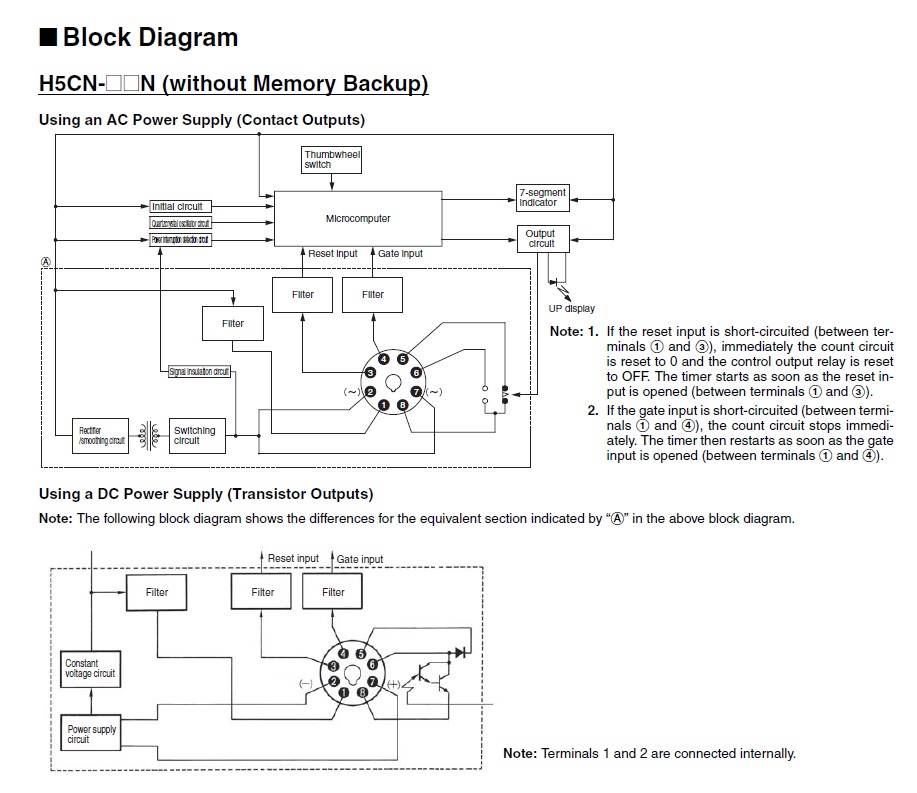 ■ Block Diagram
H5CN-□□N (without Memory Backup)
Using an AC Power Supply (Contact Outputs)
Thumbwheel
switch
Initial circuit
Quartzcrystal oscillator circuit
Power interruption detection circuit
Microcomputer
7-segment
indicator
Output
circuit
Reset input
Gate input
Ⓐ
Filter
Filter
Filter
UP display
Signal insulation circuit
4
5
3
6
(~)
2
7
(~)
1
8
Rectifier
/smoothing circuit
Switching
circuit
Note: 1. If the reset input is short-circuited (between ter-
minals ① and ③), immediately the count circuit
is reset to 0 and the control output relay is reset
to OFF. The timer starts as soon as the reset in-
put is opened (between terminals ① and ③).
2. If the gate input is short-circuited (between termi-
nals ① and ④), the count circuit stops immedi-
ately. The timer then restarts as soon as the gate
input is opened (between terminals ① and ④).
Using a DC Power Supply (Transistor Outputs)
Note: The following block diagram shows the differences for the equivalent section indicated by “Ⓐ” in the above block diagram.
Reset input
Gate input
Filter
Filter
Filter
Constant
voltage circuit
4
5
3
6
(−)
2
7
(+)
1
8
Power supply
circuit
Note: Terminals 1 and 2 are connected internally.